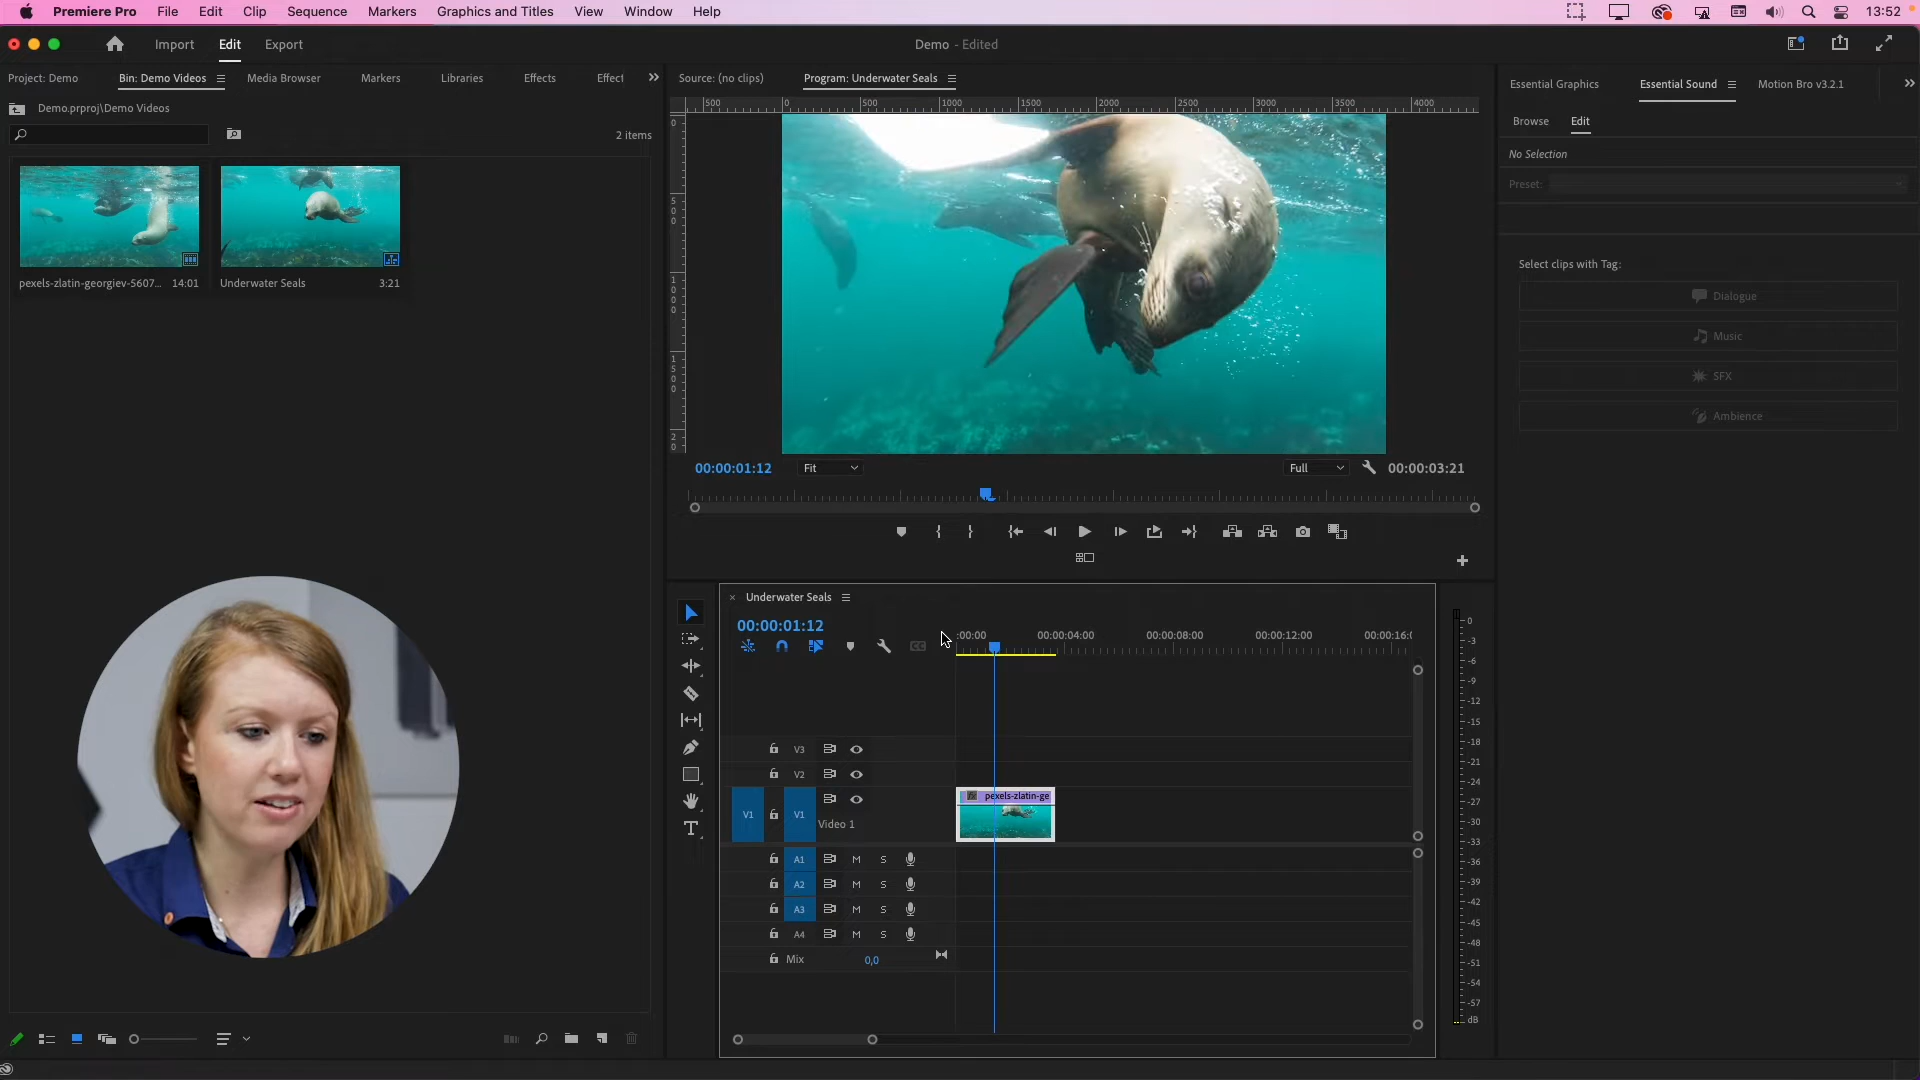 Premiere Pro File Edit Clip Sequence Markers Graphics and Titles View Window Help 13:52
Import Edit Export Demo - Edited
Project: Demo Bin: Demo Videos Media Browser Markers Libraries Effects Effect
Demo.prproj\Demo Videos
2 items
pexels-zlatin-georgiev-5607... 14:01
Underwater Seals 3:21
Source: (no clips) Program: Underwater Seals
500 0 500 1000 1500 2000 2500 3000 3500 4000
0
500
1000
1500
20
00:00:01:12 Fit Full 00:00:03:21
Essential Graphics Essential Sound Motion Bro v3.2.1
Browse Edit
No Selection
Preset:
Select clips with Tag:
Dialogue
Music
SFX
Ambience
Underwater Seals
00:00:01:12
:00:00 00:00:04:00 00:00:08:00 00:00:12:00 00:00:16:0
CC
V3
V2
V1 V1 Video 1
fx pexels-zlatin-ge
A1 M S
A2 M S
A3 M S
A4 M S
Mix 0,0
T
0
-3
-6
-9
-12
-15
-18
-21
-24
-27
-30
-33
-36
-39
-42
-45
-48
-51
-54
-57
dB